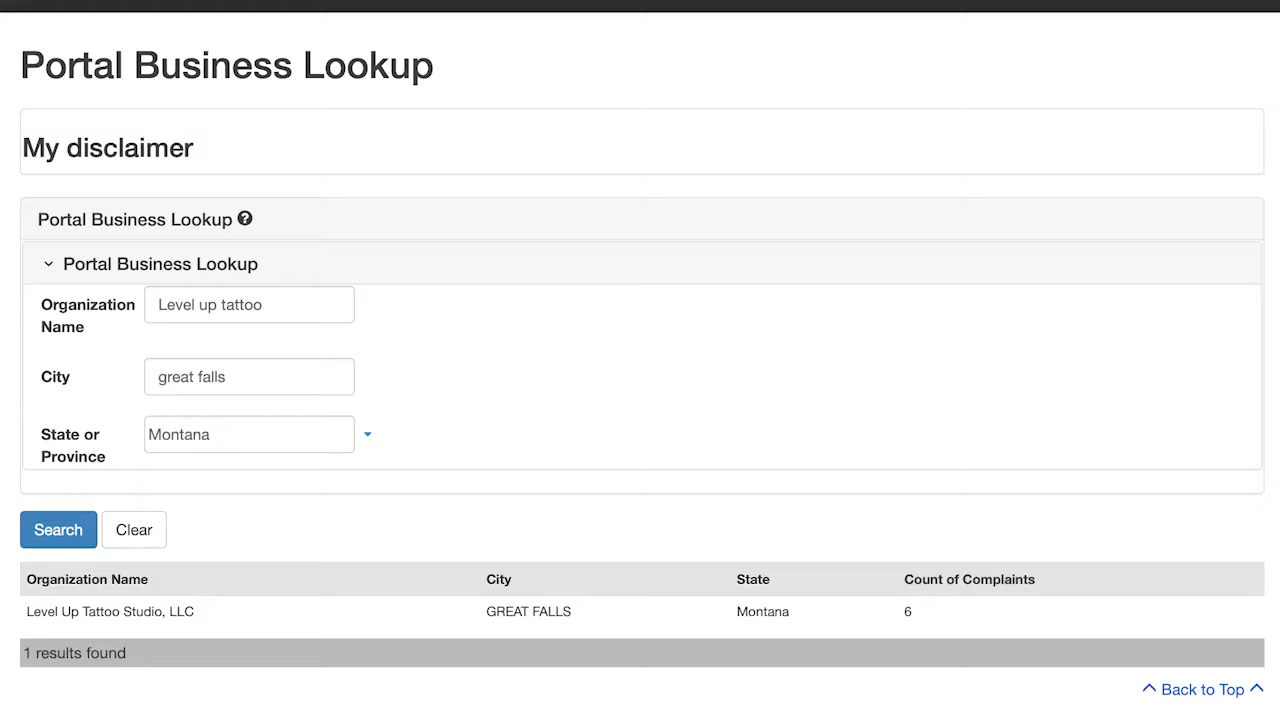 Portal Business Lookup
My disclaimer
Portal Business Lookup ?
Portal Business Lookup
Organization Name Level up tattoo
City great falls
State or Province Montana
Search Clear
Organization Name City State Count of Complaints
Level Up Tattoo Studio, LLC GREAT FALLS Montana 6
1 results found
Back to Top